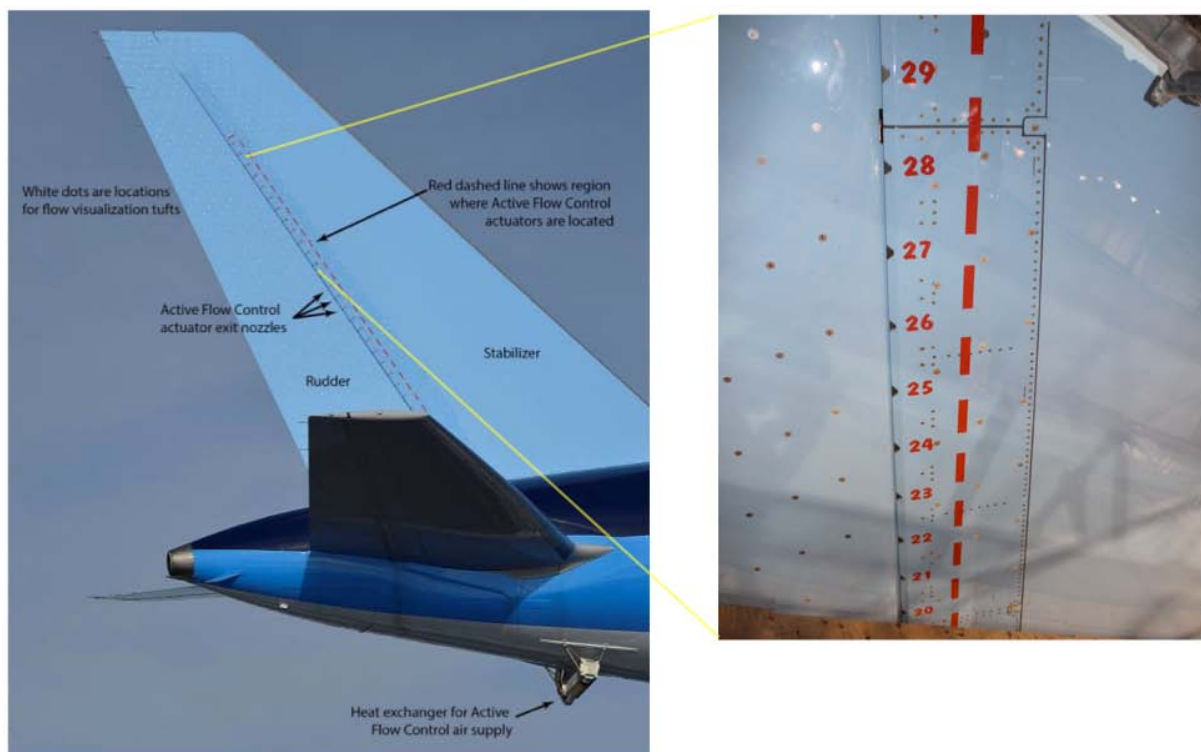 White dots are locations
for flow visualization tufts
Red dashed line shows region
where Active Flow Control
actuators are located
Active Flow Control
actuator exit nozzles
Stabilizer
Rudder
Heat exchanger for Active
Flow Control air supply
29
28
27
26
25
24
23
22
21
20